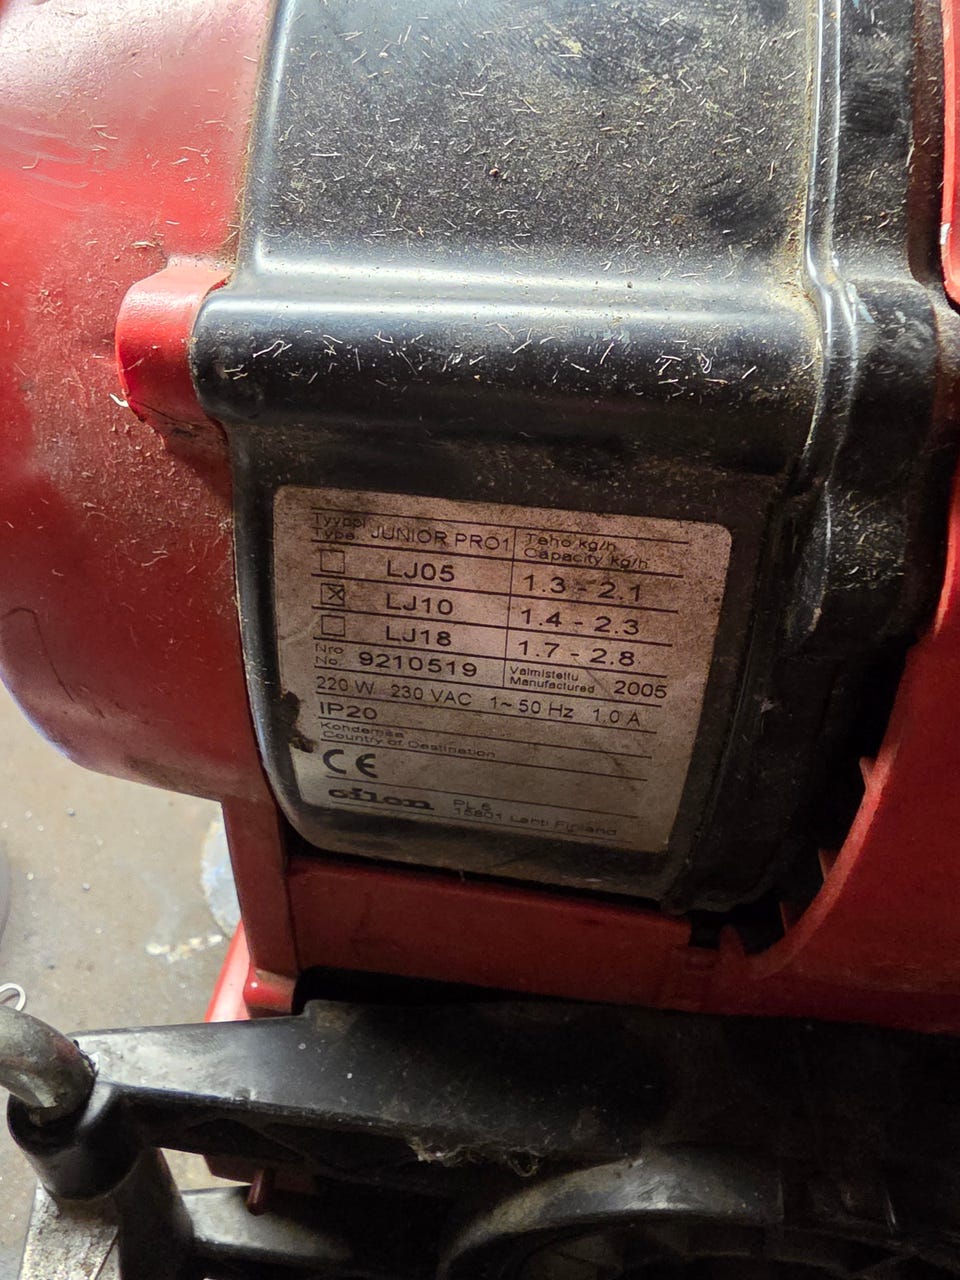 Tyyppi
Type. JUNIOR PRO1
Teho kg/h
Capacity kg/h
LJ05 1.3 - 2.1
LJ10 1.4 - 2.3
LJ18 1.7 - 2.8
Nro
No. 9210519
Valmistettu
Manufactured 2005
220 W 230 VAC 1~ 50 Hz 1.0 A
IP20
Kohdemaa
Country of Destination
CE
oilon PL 5
15801 Lahti Finland